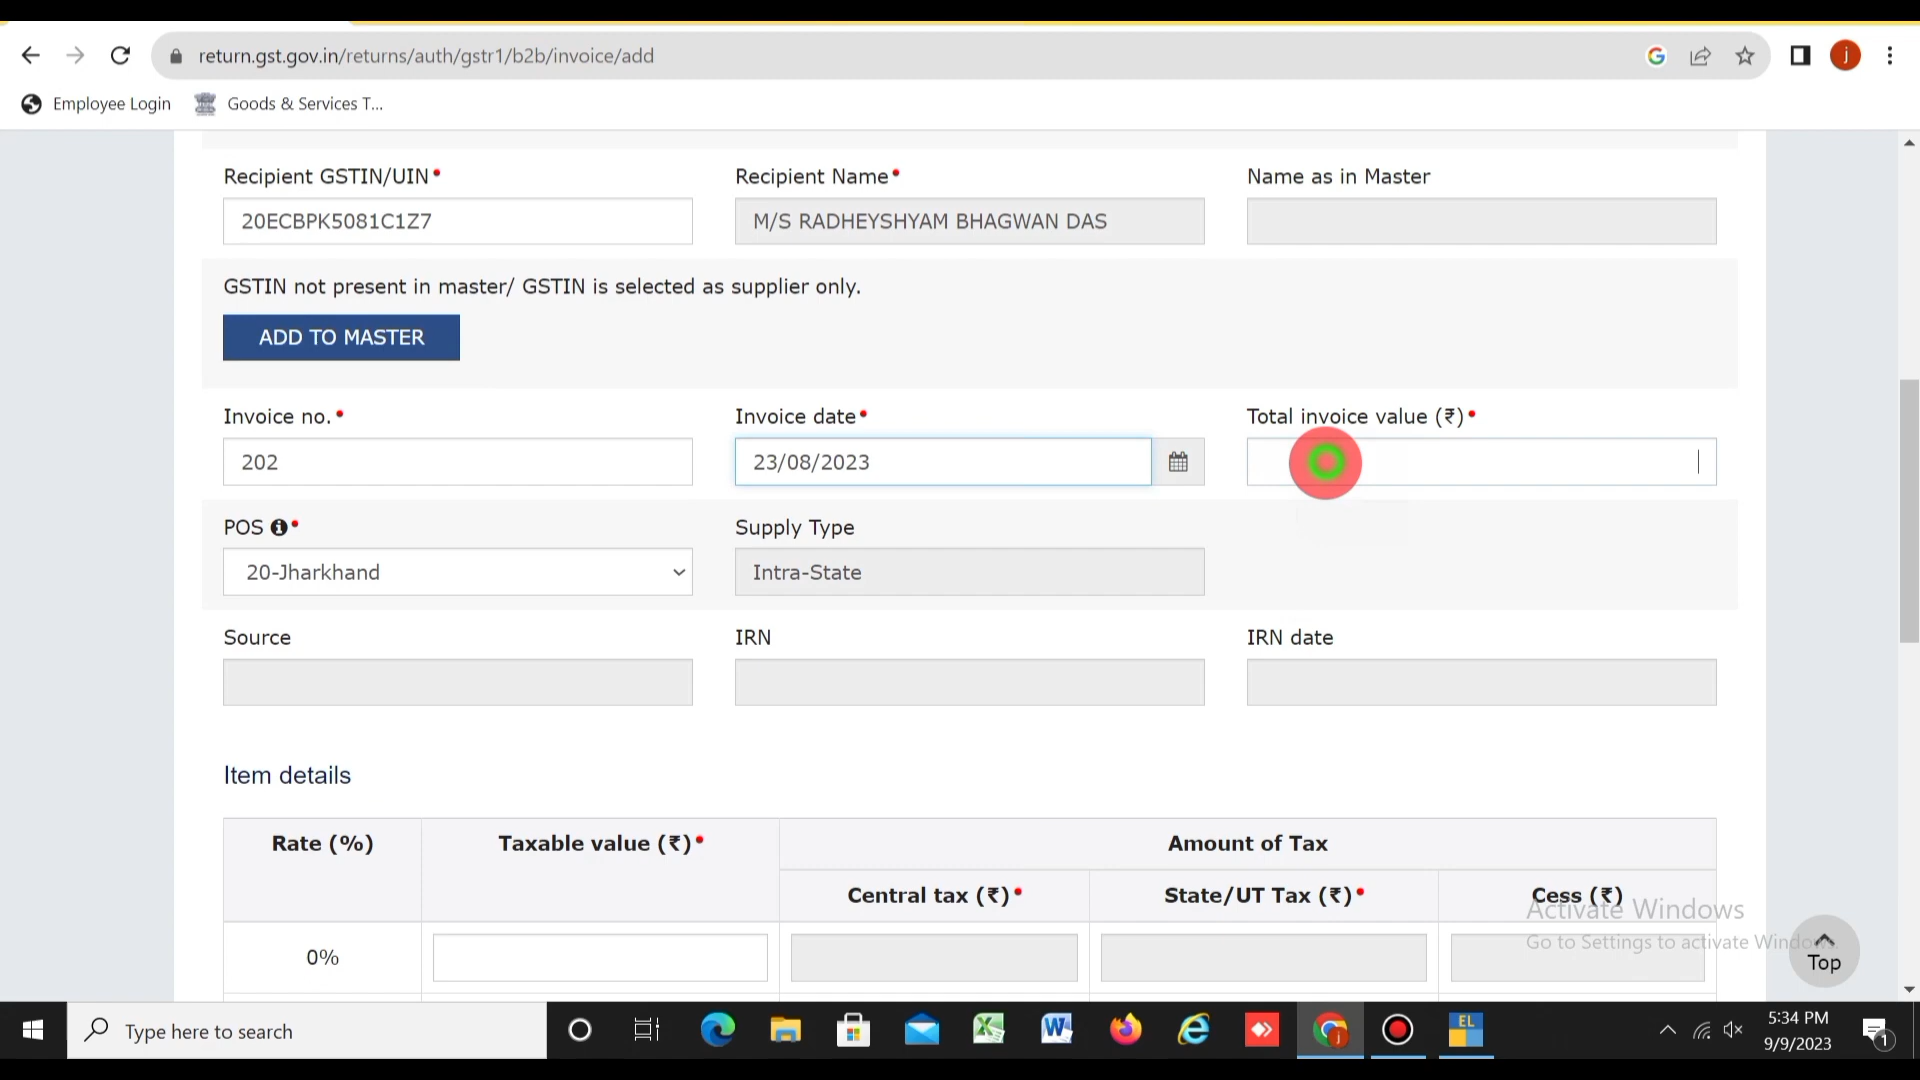 return.gst.gov.in/returns/auth/gstr1/b2b/invoice/add
j
Employee Login
Goods & Services T...
Recipient GSTIN/UIN•
Recipient Name•
Name as in Master
20ECBPK5081C1Z7
M/S RADHEYSHYAM BHAGWAN DAS
GSTIN not present in master/ GSTIN is selected as supplier only.
ADD TO MASTER
Invoice no.•
Invoice date•
Total invoice value (₹)•
202
23/08/2023
POS •
Supply Type
20-Jharkhand
Intra-State
Source
IRN
IRN date
Item details
Rate (%)
Taxable value (₹)•
Amount of Tax
Central tax (₹)•
State/UT Tax (₹)•
Cess (₹)
0%
Activate Windows
Go to Settings to activate Windows.
Top
Type here to search
EL
5:34 PM
9/9/2023
1